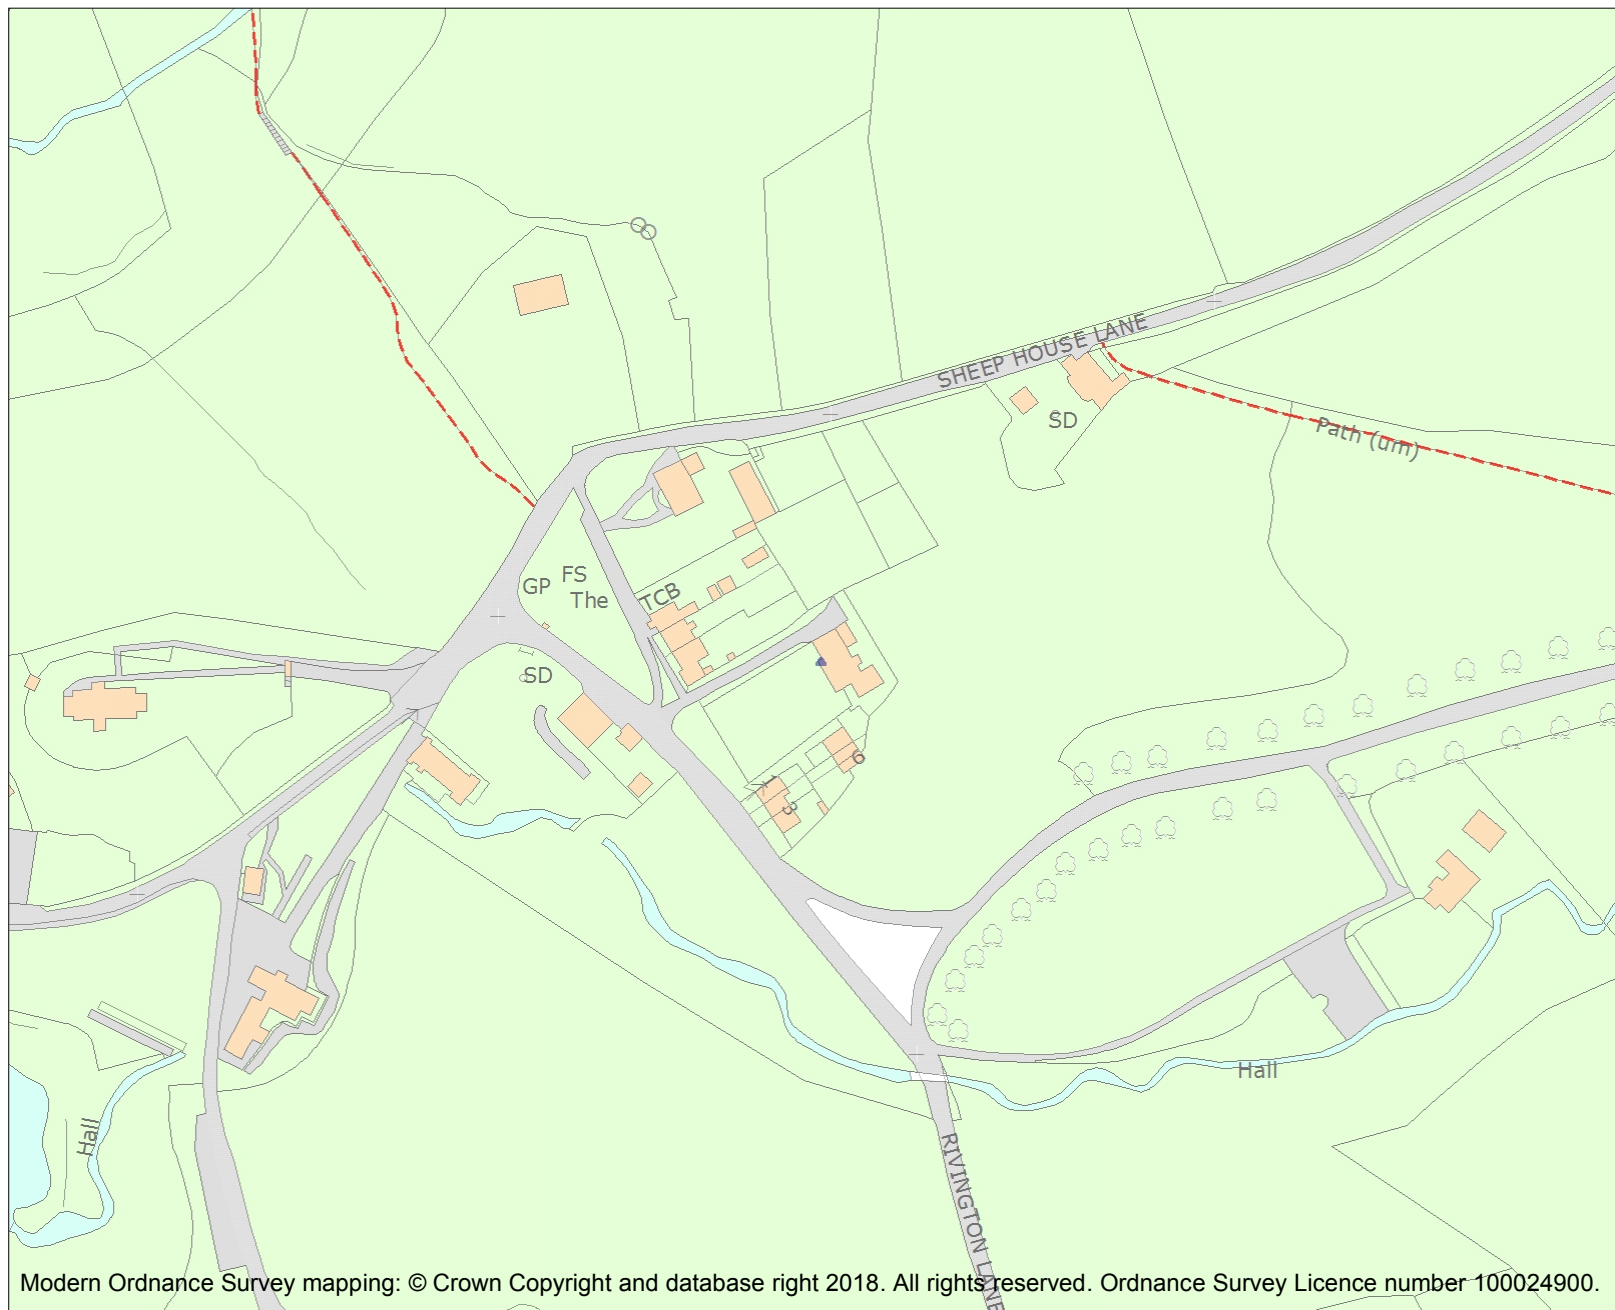 SHEEP HOUSE LANE
SD
Path (um)
FS
GP
The
TCB
SD
6
1
3
Hall
Hall
RIVINGTON LANE
Modern Ordnance Survey mapping: © Crown Copyright and database right 2018. All rights reserved. Ordnance Survey Licence number 100024900.